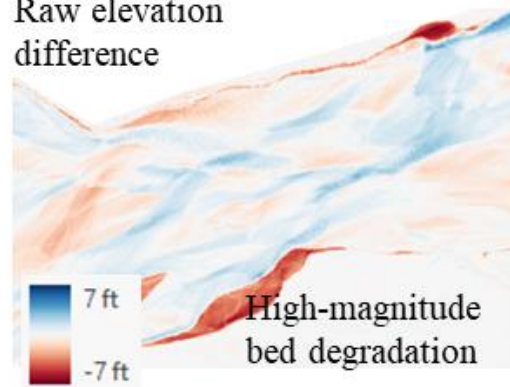 Raw elevation
difference
7 ft
-7 ft
High-magnitude
bed degradation